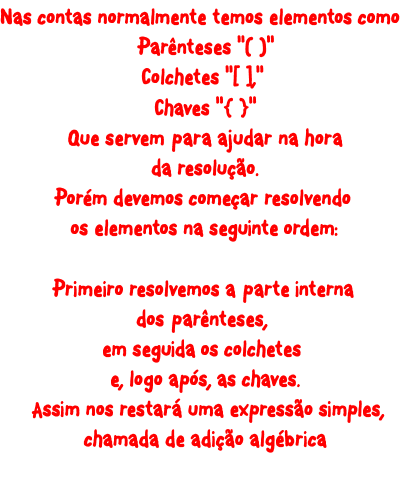 Nas contas normalmente temos elementos como
Parênteses "( )"
Colchetes "[ ],"
Chaves "{ }"
Que servem para ajudar na hora
da resolução.
Porém devemos começar resolvendo
os elementos na seguinte ordem:
Primeiro resolvemos a parte interna
dos parênteses,
em seguida os colchetes
e, logo após, as chaves.
Assim nos restará uma expressão simples,
chamada de adição algébrica